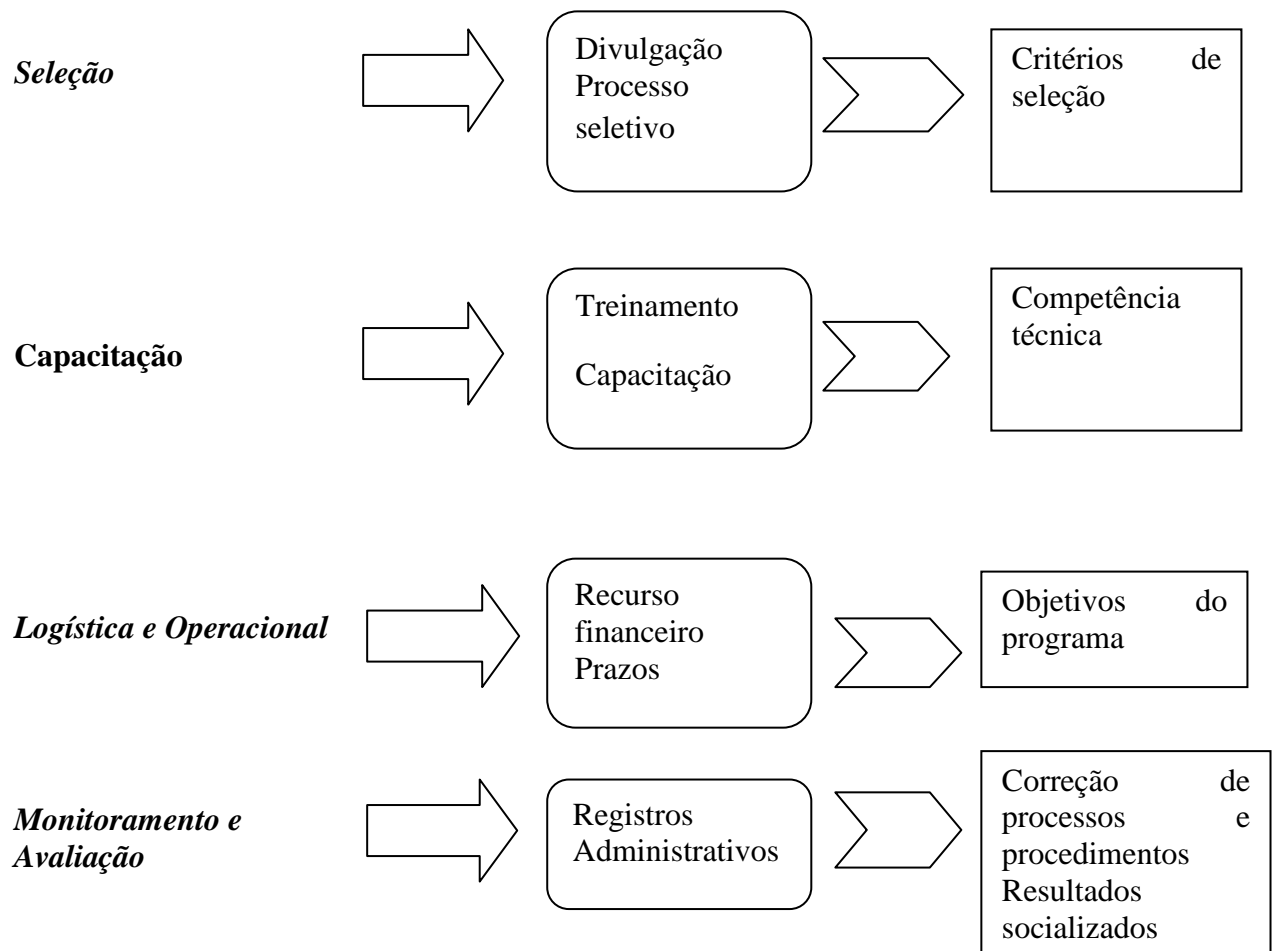 Seleção
Divulgação
Processo
seletivo
Critérios de
seleção
Capacitação
Treinamento
Capacitação
Competência
técnica
Logística e Operacional
Recurso
financeiro
Prazos
Objetivos do
programa
Monitoramento e
Avaliação
Registros
Administrativos
Correção de
processos e
procedimentos
Resultados
socializados